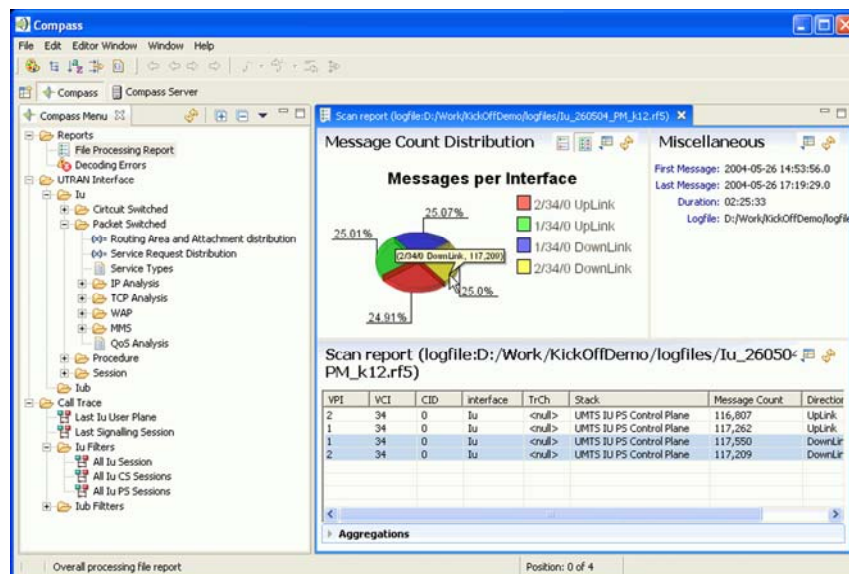 Compass
File Edit Editor Window Window Help
Compass Compass Server
Compass Menu
Reports
File Processing Report
Decoding Errors
UTRAN Interface
Iu
Cirtcuit Switched
Packet Switched
(x)= Routing Area and Attachment distribution
(x)= Service Request Distribution
Service Types
IP Analysis
TCP Analysis
WAP
MMS
QoS Analysis
Procedure
Session
Iub
Call Trace
Last Iu User Plane
Last Signalling Session
Iu Filters
All Iu Session
All Iu CS Sessions
All Iu PS Sessions
Iub Filtters
Scan report (logfile:D:/Work/KickOffDemo/logfiles/Iu_260504_PM_k12.rf5)
Message Count Distribution
Messages per Interface
25.07%
25.01%
(2/34/0 DownLink, 117,209)
25.0%
24.91%
2/34/0 UpLink
1/34/0 UpLink
1/34/0 DownLink
2/34/0 DownLink
Miscellaneous
First Message: 2004-05-26 14:53:56.0
Last Message: 2004-05-26 17:19:29.0
Duration: 02:25:33
Logfile: D:/Work/KickOffDemo/logfile
Scan report (logfile:D:/Work/KickOffDemo/logfiles/Iu_26050
PM_k12.rf5)
VPI VCI CID interface TrCh Stack Message Count Direction
2 34 0 Iu <null> UMTS IU PS Control Plane 116,807 UpLink
1 34 0 Iu <null> UMTS IU PS Control Plane 117,262 UpLink
1 34 0 Iu <null> UMTS IU PS Control Plane 117,550 DownLin
2 34 0 Iu <null> UMTS IU PS Control Plane 117,209 DownLin
Aggregations
Overall processing file report
Position: 0 of 4